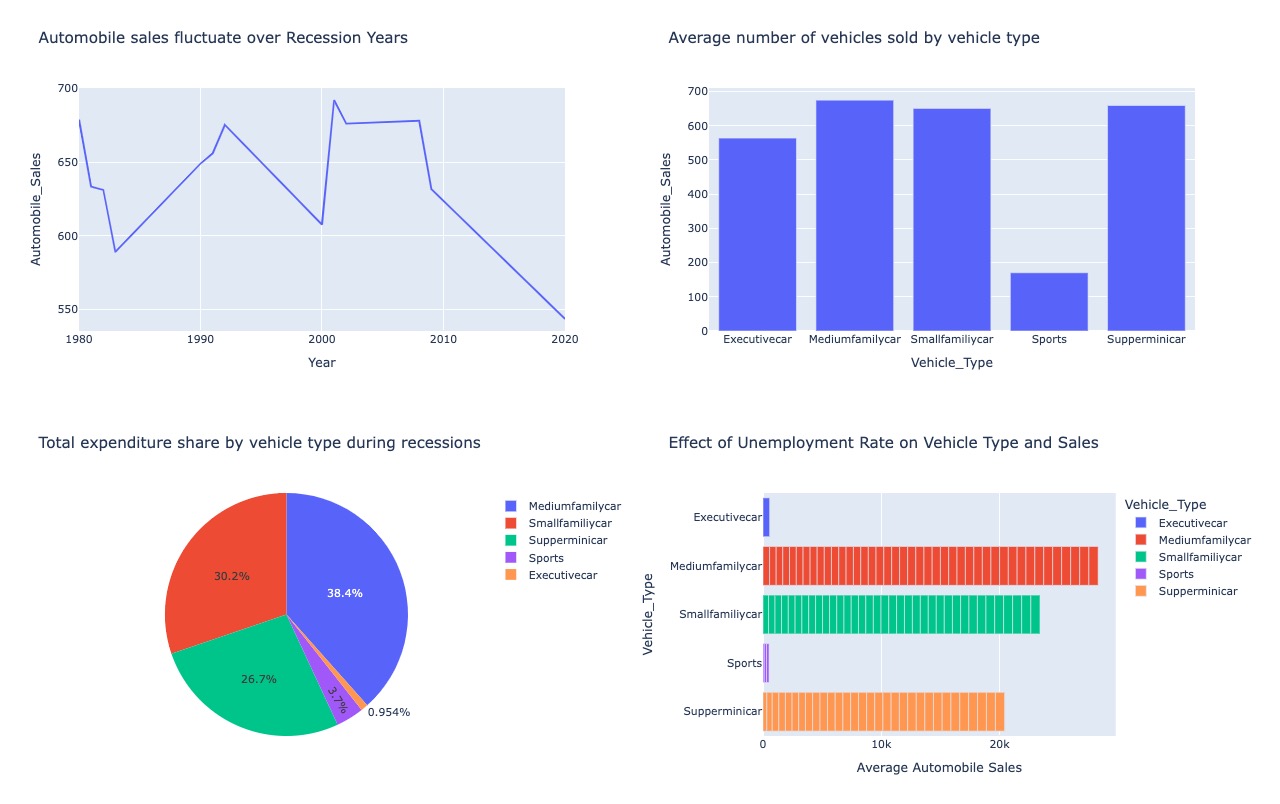 Automobile sales fluctuate over Recession Years
700
650
600
550
1980
1990
2000
2010
2020
Automobile_Sales
Year
Average number of vehicles sold by vehicle type
700
600
500
400
300
200
100
0
Executivecar
Mediumfamilycar
Smallfamiliycar
Sports
Supperminicar
Automobile_Sales
Vehicle_Type
Total expenditure share by vehicle type during recessions
38.4%
30.2%
26.7%
3.7%
0.954%
Mediumfamilycar
Smallfamiliycar
Supperminicar
Sports
Executivecar
Effect of Unemployment Rate on Vehicle Type and Sales
Executivecar
Mediumfamilycar
Smallfamiliycar
Sports
Supperminicar
0
10k
20k
Vehicle_Type
Average Automobile Sales
Vehicle_Type
Executivecar
Mediumfamilycar
Smallfamiliycar
Sports
Supperminicar